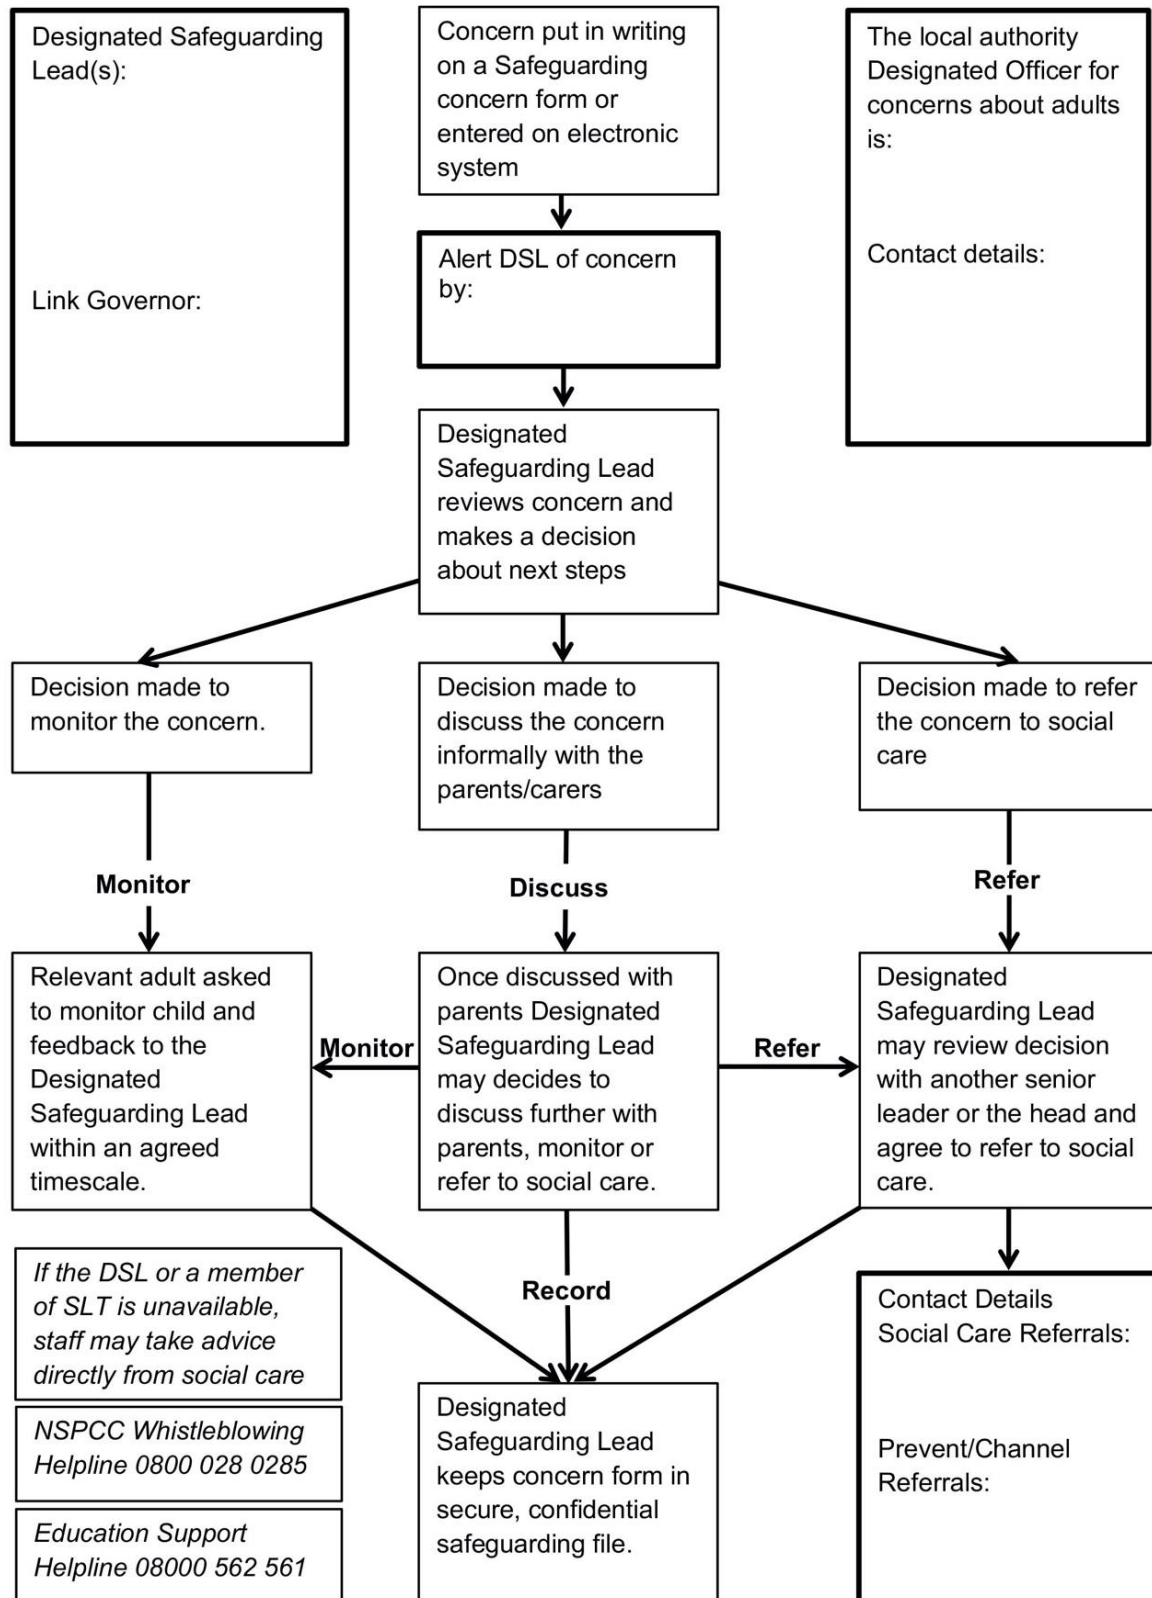 Designated Safeguarding
Lead(s):
Link Governor:
Concern put in writing
on a Safeguarding
concern form or
entered on electronic
system
The local authority
Designated Officer for
concerns about adults
is:
Contact details:
Alert DSL of concern
by:
Designated
Safeguarding Lead
reviews concern and
makes a decision
about next steps
Decision made to
monitor the concern.
Decision made to
discuss the concern
informally with the
parents/carers
Decision made to refer
the concern to social
care
Monitor
Discuss
Refer
Relevant adult asked
to monitor child and
feedback to the
Designated
Safeguarding Lead
within an agreed
timescale.
Monitor
Once discussed with
parents Designated
Safeguarding Lead
may decides to
discuss further with
parents, monitor or
refer to social care.
Refer
Designated
Safeguarding Lead
may review decision
with another senior
leader or the head and
agree to refer to social
care.
If the DSL or a member
of SLT is unavailable,
staff may take advice
directly from social care
NSPCC Whistleblowing
Helpline 0800 028 0285
Education Support
Helpline 08000 562 561
Record
Designated
Safeguarding Lead
keeps concern form in
secure, confidential
safeguarding file.
Contact Details
Social Care Referrals:
Prevent/Channel
Referrals: